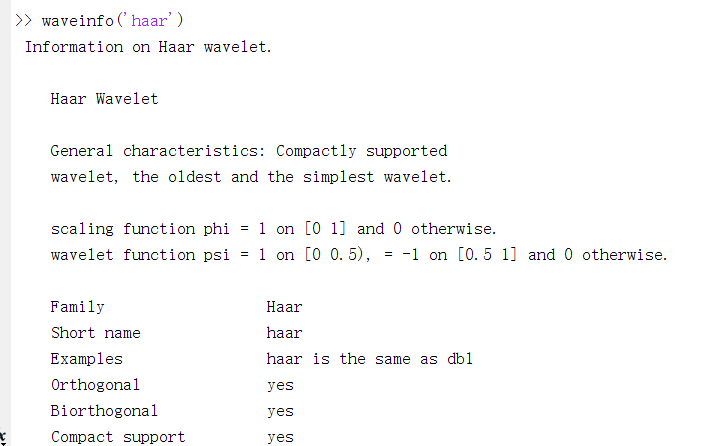 >> waveinfo('haar')
Information on Haar wavelet.
Haar Wavelet
General characteristics: Compactly supported
wavelet, the oldest and the simplest wavelet.
scaling function phi = 1 on [0 1] and 0 otherwise.
wavelet function psi = 1 on [0 0.5), = -1 on [0.5 1] and 0 otherwise.
Family Haar
Short name haar
Examples haar is the same as db1
Orthogonal yes
Biorthogonal yes
Compact support yes